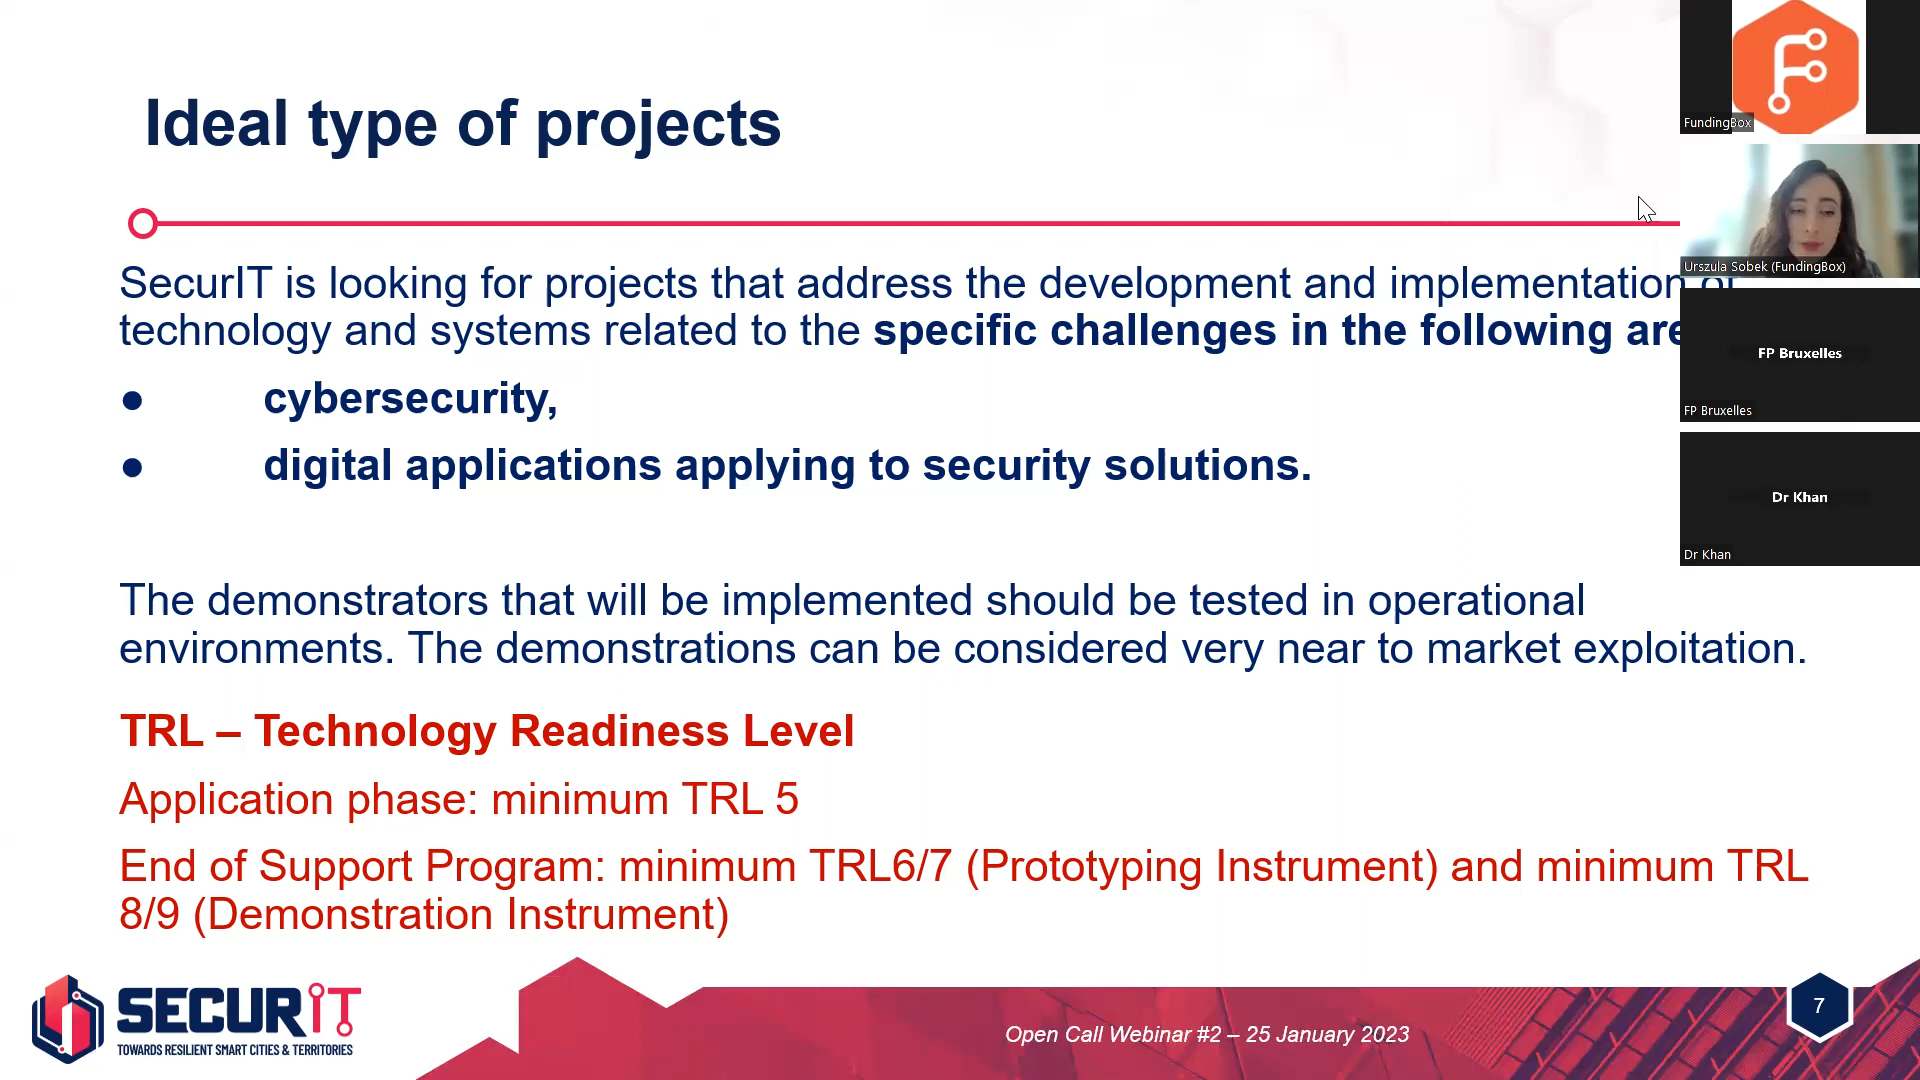 Ideal type of projects
SecurIT is looking for projects that address the development and implementation of
technology and systems related to the specific challenges in the following are
● cybersecurity,
● digital applications applying to security solutions.
The demonstrators that will be implemented should be tested in operational
environments. The demonstrations can be considered very near to market exploitation.
TRL – Technology Readiness Level
Application phase: minimum TRL 5
End of Support Program: minimum TRL6/7 (Prototyping Instrument) and minimum TRL
8/9 (Demonstration Instrument)
SECURIT
TOWARDS RESILIENT SMART CITIES & TERRITORIES
Open Call Webinar #2 – 25 January 2023
7
FundingBox
Urszula Sobek (FundingBox)
FP Bruxelles
FP Bruxelles
Dr Khan
Dr Khan